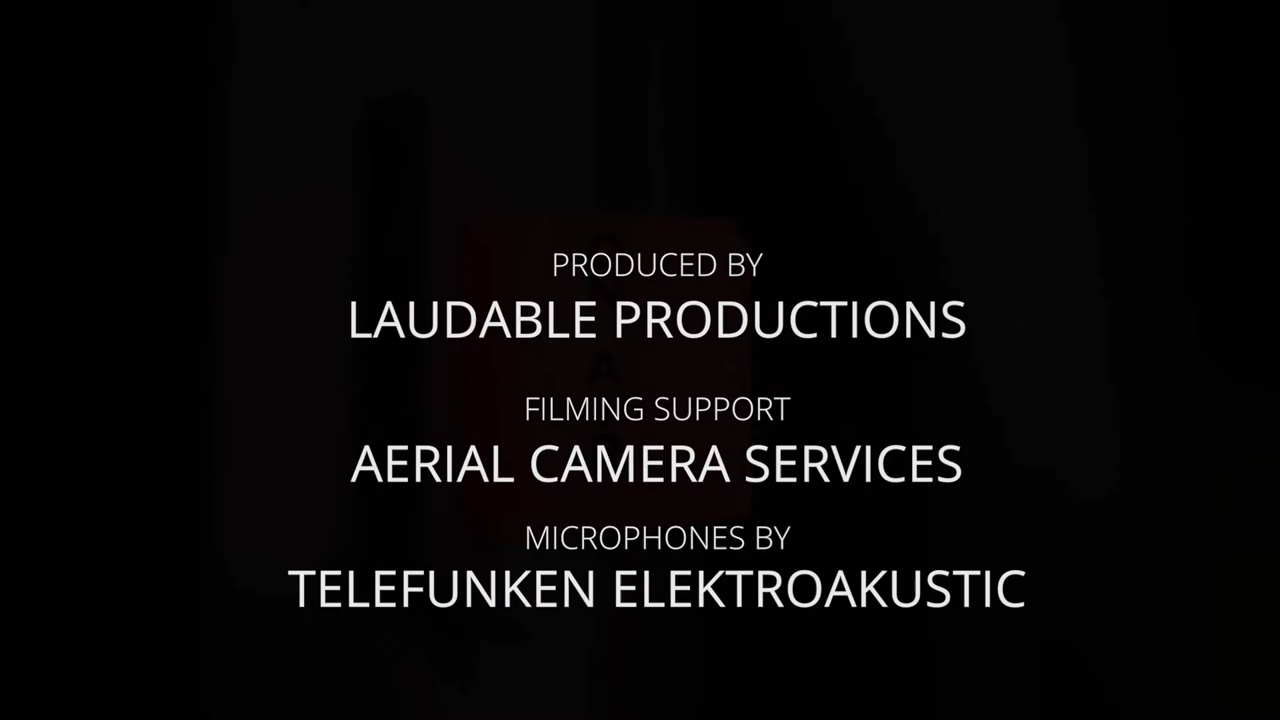 PRODUCED BY
LAUDABLE PRODUCTIONS
FILMING SUPPORT
AERIAL CAMERA SERVICES
MICROPHONES BY
TELEFUNKEN ELEKTROAKUSTIC